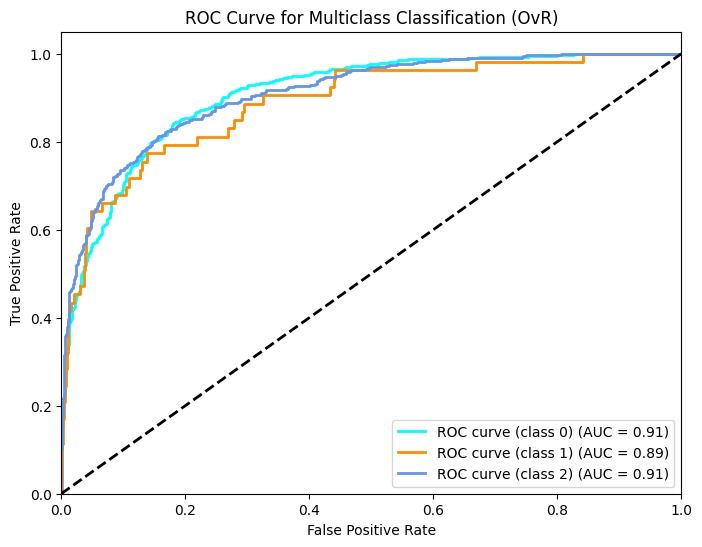 ROC Curve for Multiclass Classification (OvR)
True Positive Rate
1.0
0.8
0.6
0.4
0.2
0.0
ROC curve (class 0) (AUC = 0.91)
ROC curve (class 1) (AUC = 0.89)
ROC curve (class 2) (AUC = 0.91)
0.0 0.2 0.4 0.6 0.8 1.0
False Positive Rate